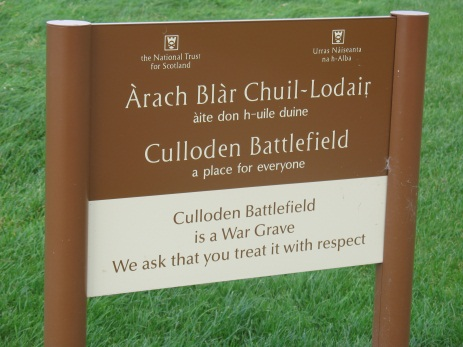 the National Trust
for Scotland
Urras Nàiseanta
na h-Alba
Àrach Blàr Chuil-Lodair
àite don h-uile duine
Culloden Battlefield
a place for everyone
Culloden Battlefield
is a War Grave
We ask that you treat it with respect